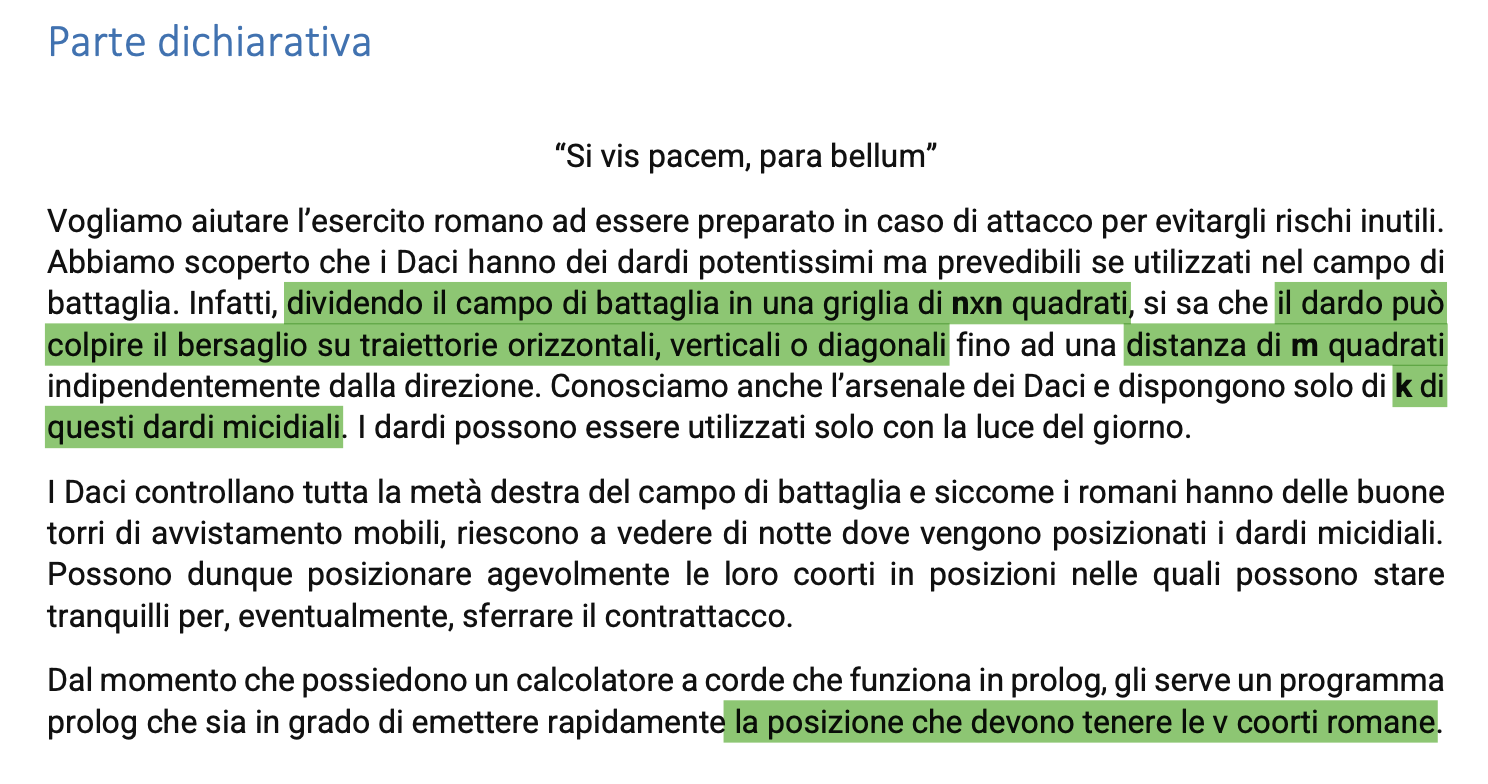 Parte dichiarativa
“Si vis pacem, para bellum”
Vogliamo aiutare l’esercito romano ad essere preparato in caso di attacco per evitargli rischi inutili.
Abbiamo scoperto che i Daci hanno dei dardi potentissimi ma prevedibili se utilizzati nel campo di
battaglia. Infatti, dividendo il campo di battaglia in una griglia di nxn quadrati, si sa che il dardo può
colpire il bersaglio su traiettorie orizzontali, verticali o diagonali fino ad una distanza di m quadrati
indipendentemente dalla direzione. Conosciamo anche l’arsenale dei Daci e dispongono solo di k di
questi dardi micidiali. I dardi possono essere utilizzati solo con la luce del giorno.
I Daci controllano tutta la metà destra del campo di battaglia e siccome i romani hanno delle buone
torri di avvistamento mobili, riescono a vedere di notte dove vengono posizionati i dardi micidiali.
Possono dunque posizionare agevolmente le loro coorti in posizioni nelle quali possono stare
tranquilli per, eventualmente, sferrare il contrattacco.
Dal momento che possiedono un calcolatore a corde che funziona in prolog, gli serve un programma
prolog che sia in grado di emettere rapidamente la posizione che devono tenere le v coorti romane.